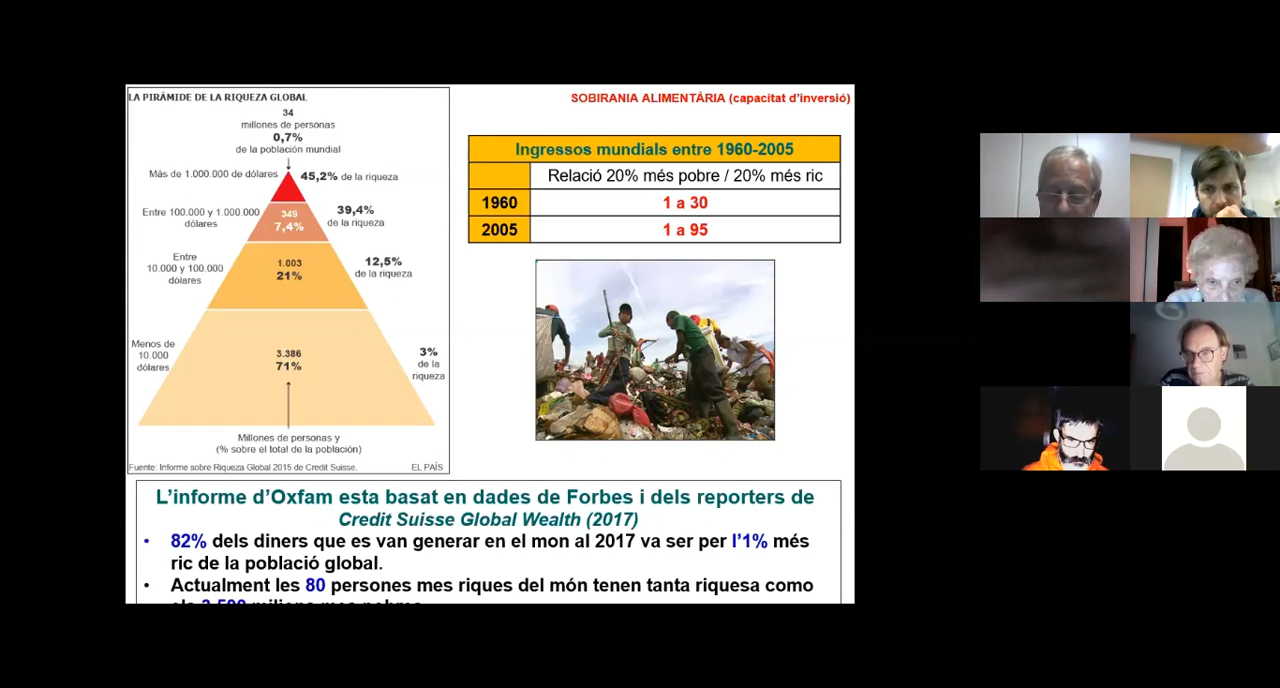 LA PIRÁMIDE DE LA RIQUEZA GLOBAL
34
millones de personas
0,7%
de la población mundial
Más de 1.000.000 de dólares
45,2% de la riqueza
Entre 100.000 y 1.000.000
dólares
349
7,4%
39,4%
de la riqueza
Entre
10.000 y 100.000
dólares
1.003
21%
12,5%
de la riqueza
Menos de
10.000
dólares
3.386
71%
3%
de la
riqueza
Millones de personas y
(% sobre el total de la población)
Fuente: Informe sobre Riqueza Global 2015 de Credit Suisse.
EL PAÍS
SOBIRANIA ALIMENTÀRIA (capacitat d'inversió)
Ingressos mundials entre 1960-2005
Relació 20% més pobre / 20% més ric
1960
1 a 30
2005
1 a 95
L'informe d'Oxfam esta basat en dades de Forbes i dels reporters de
Credit Suisse Global Wealth (2017)
• 82% dels diners que es van generar en el mon al 2017 va ser per l'1% més
ric de la població global.
• Actualment les 80 persones mes riques del món tenen tanta riquesa como